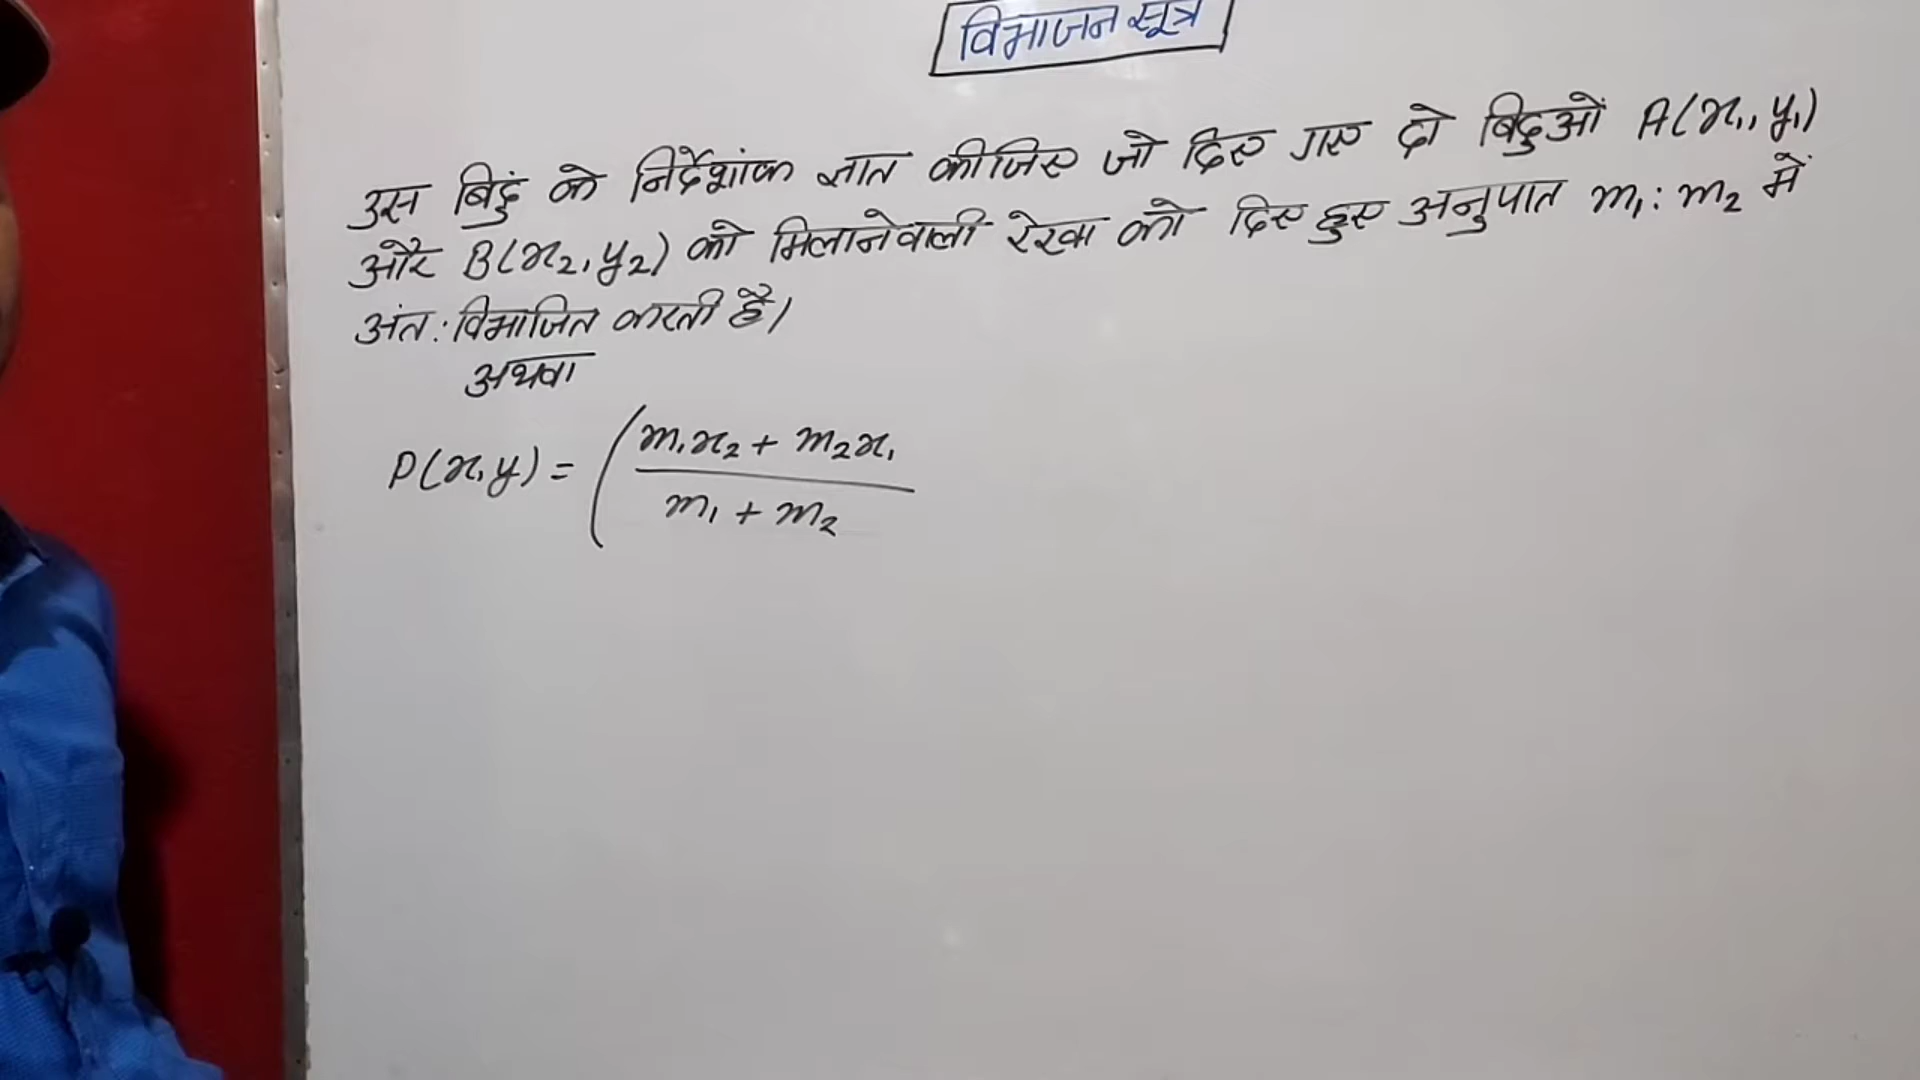 विभाजन सूत्र
उस बिंदुं के निर्देशांक ज्ञात कीजिए जो दिए गए दो बिंदुओं A(x₁, y₁)
और B(x₂, y₂) को मिलानेवाली रेखा को दिए हुए अनुपात m₁ : m₂ में
अंत: विभाजित करती है।
अथवा
P(x, y) = ( (m₁x₂ + m₂x₁) / (m₁ + m₂)